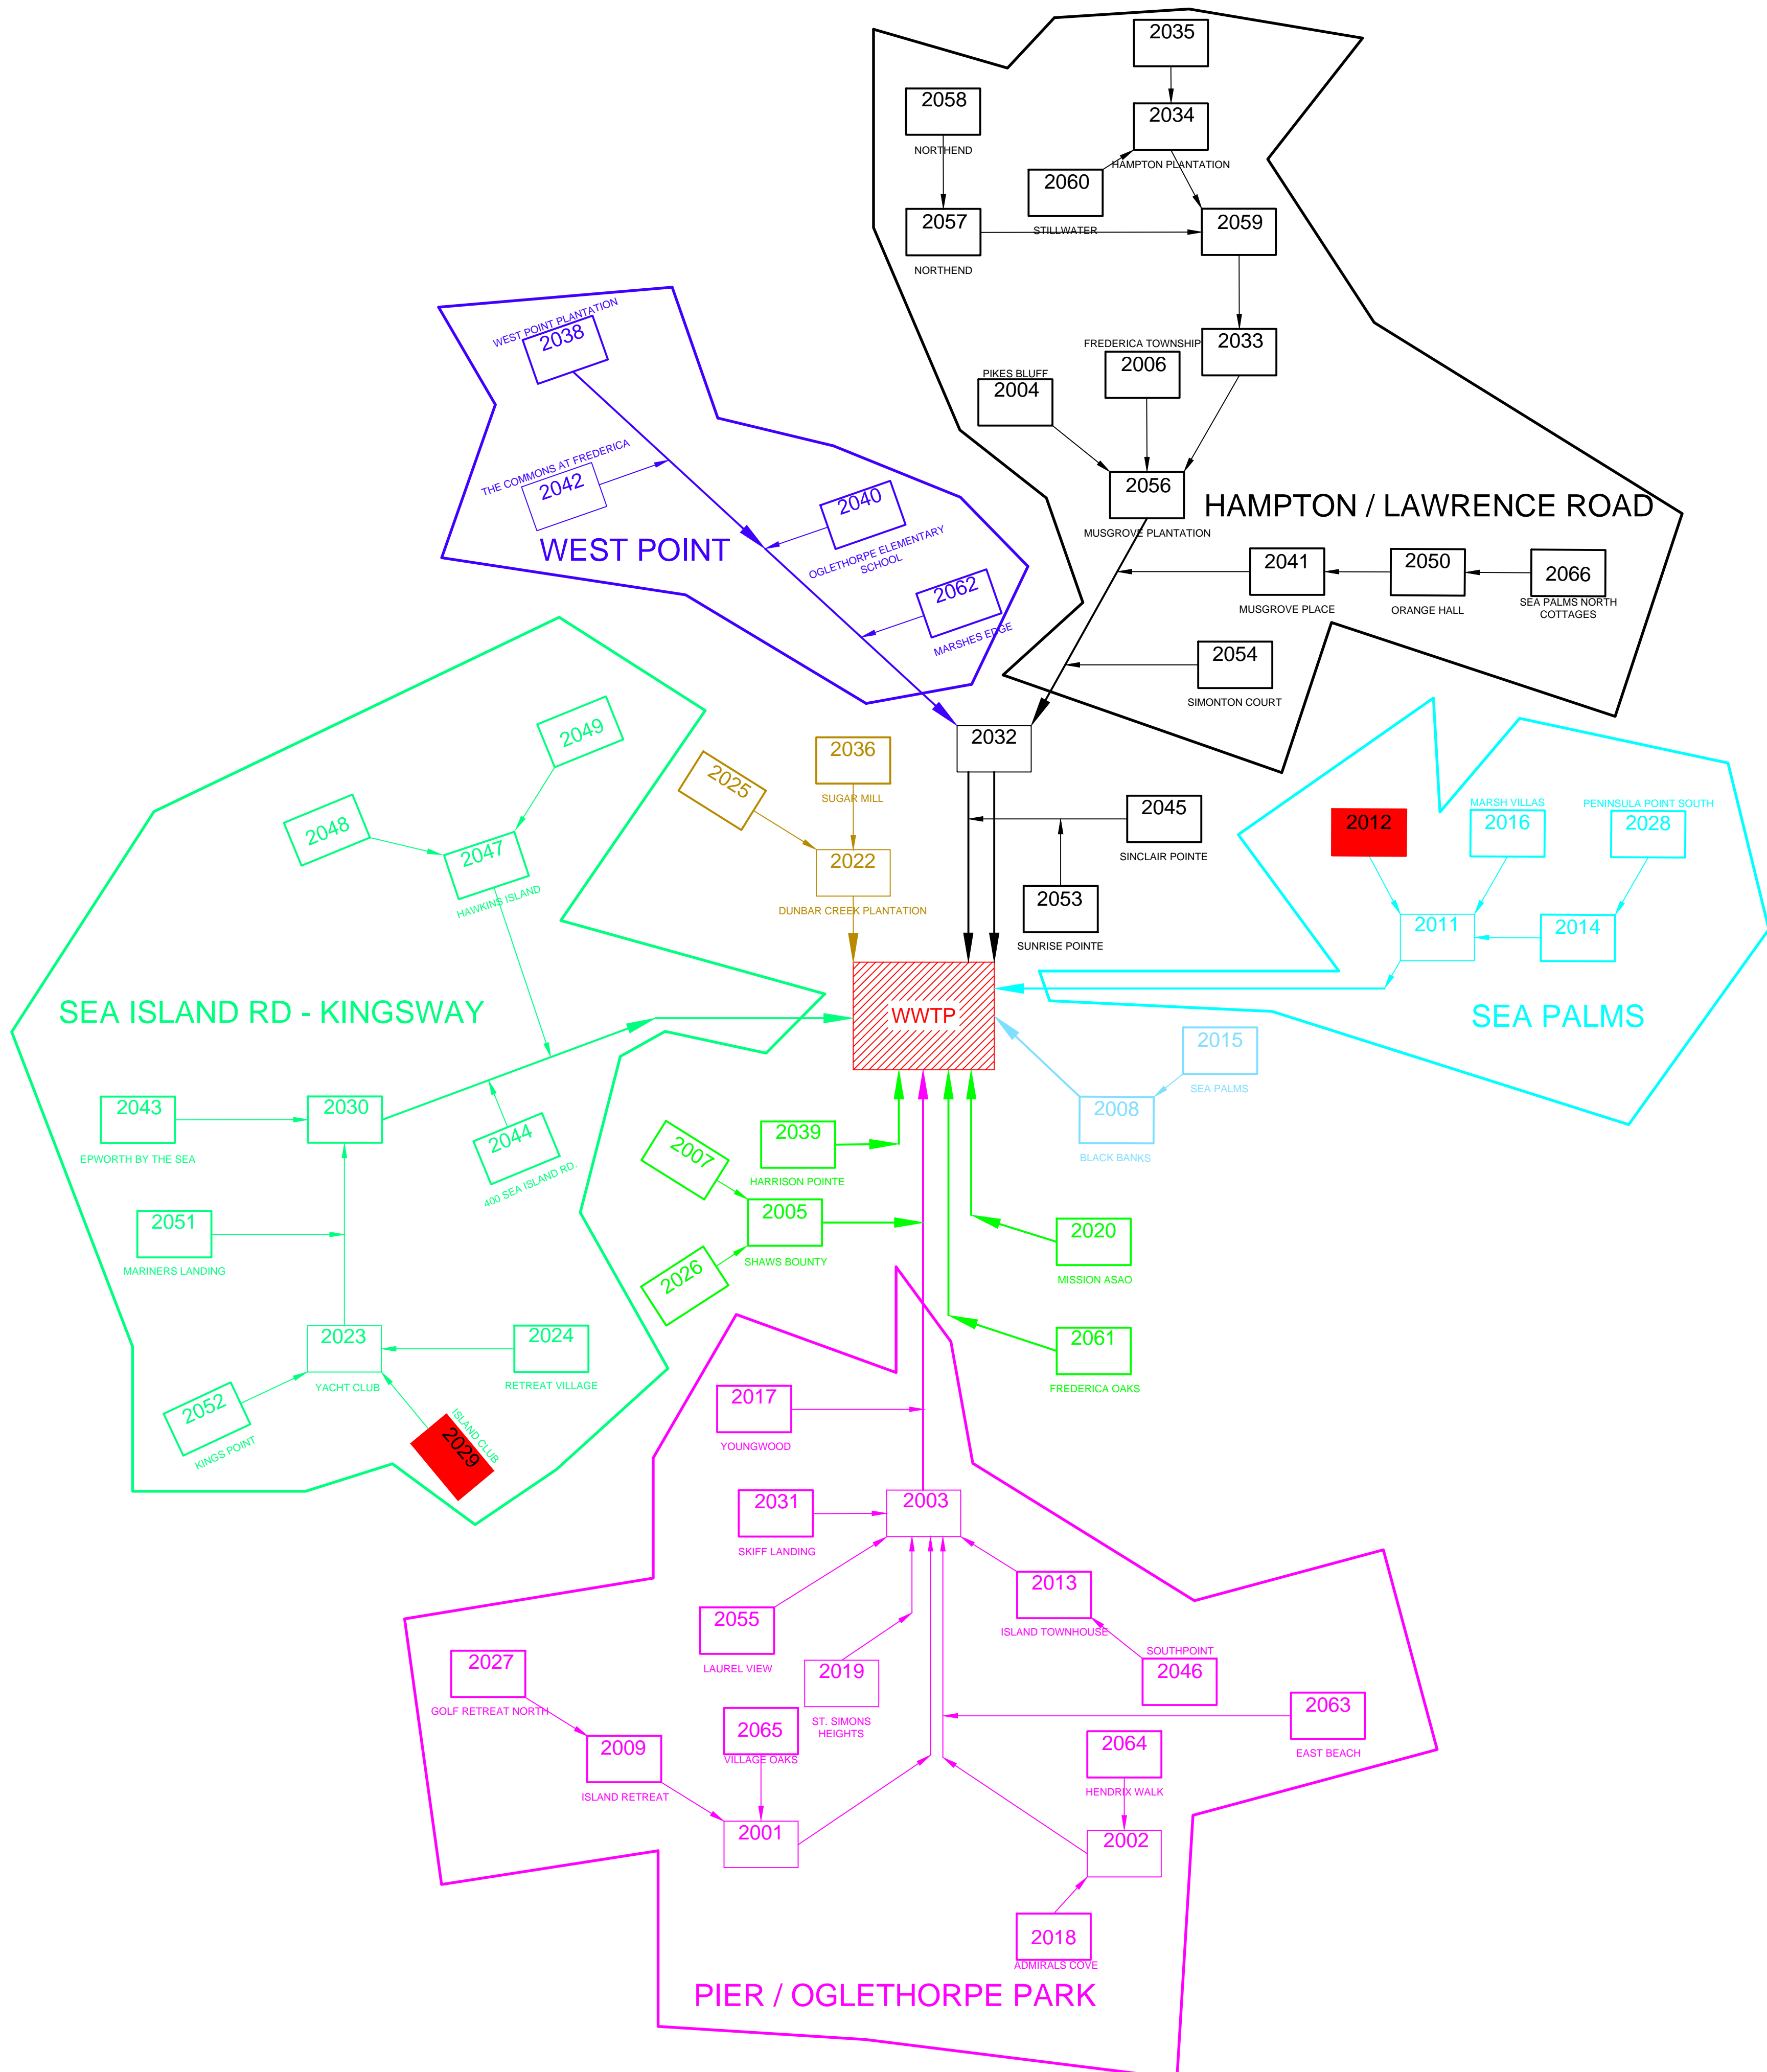 2035
2058
NORTHEND
2034
HAMPTON PLANTATION
2060
STILLWATER
2057
NORTHEND
2059
2033
FREDERICA TOWNSHIP
2006
PIKES BLUFF
2004
2056
MUSGROVE PLANTATION
HAMPTON / LAWRENCE ROAD
2041
MUSGROVE PLACE
2050
ORANGE HALL
2066
SEA PALMS NORTH
COTTAGES
2054
SIMONTON COURT
WEST POINT PLANTATION
2038
THE COMMONS AT FREDERICA
2042
WEST POINT
2040
OGLETHORPE ELEMENTARY
SCHOOL
2062
MARSHES EDGE
2032
2045
SINCLAIR POINTE
2053
SUNRISE POINTE
2025
2036
SUGAR MILL
2022
DUNBAR CREEK PLANTATION
2049
2048
2047
HAWKINS ISLAND
SEA ISLAND RD - KINGSWAY
2043
EPWORTH BY THE SEA
2030
2044
400 SEA ISLAND RD.
2051
MARINERS LANDING
2023
YACHT CLUB
2024
RETREAT VILLAGE
2052
KINGS POINT
ISLAND CLUB
2029
WWTP
2012
MARSH VILLAS
2016
PENINSULA POINT SOUTH
2028
2011
2014
SEA PALMS
2015
SEA PALMS
2008
BLACK BANKS
2039
HARRISON POINTE
2007
2005
SHAWS BOUNTY
2026
2020
MISSION ASAO
2061
FREDERICA OAKS
2017
YOUNGWOOD
2003
2031
SKIFF LANDING
2055
LAUREL VIEW
2019
ST. SIMONS
HEIGHTS
2013
ISLAND TOWNHOUSE
SOUTHPOINT
2046
2063
EAST BEACH
2027
GOLF RETREAT NORTH
2009
ISLAND RETREAT
2065
VILLAGE OAKS
2001
2064
HENDRIX WALK
2002
2018
ADMIRALS COVE
PIER / OGLETHORPE PARK